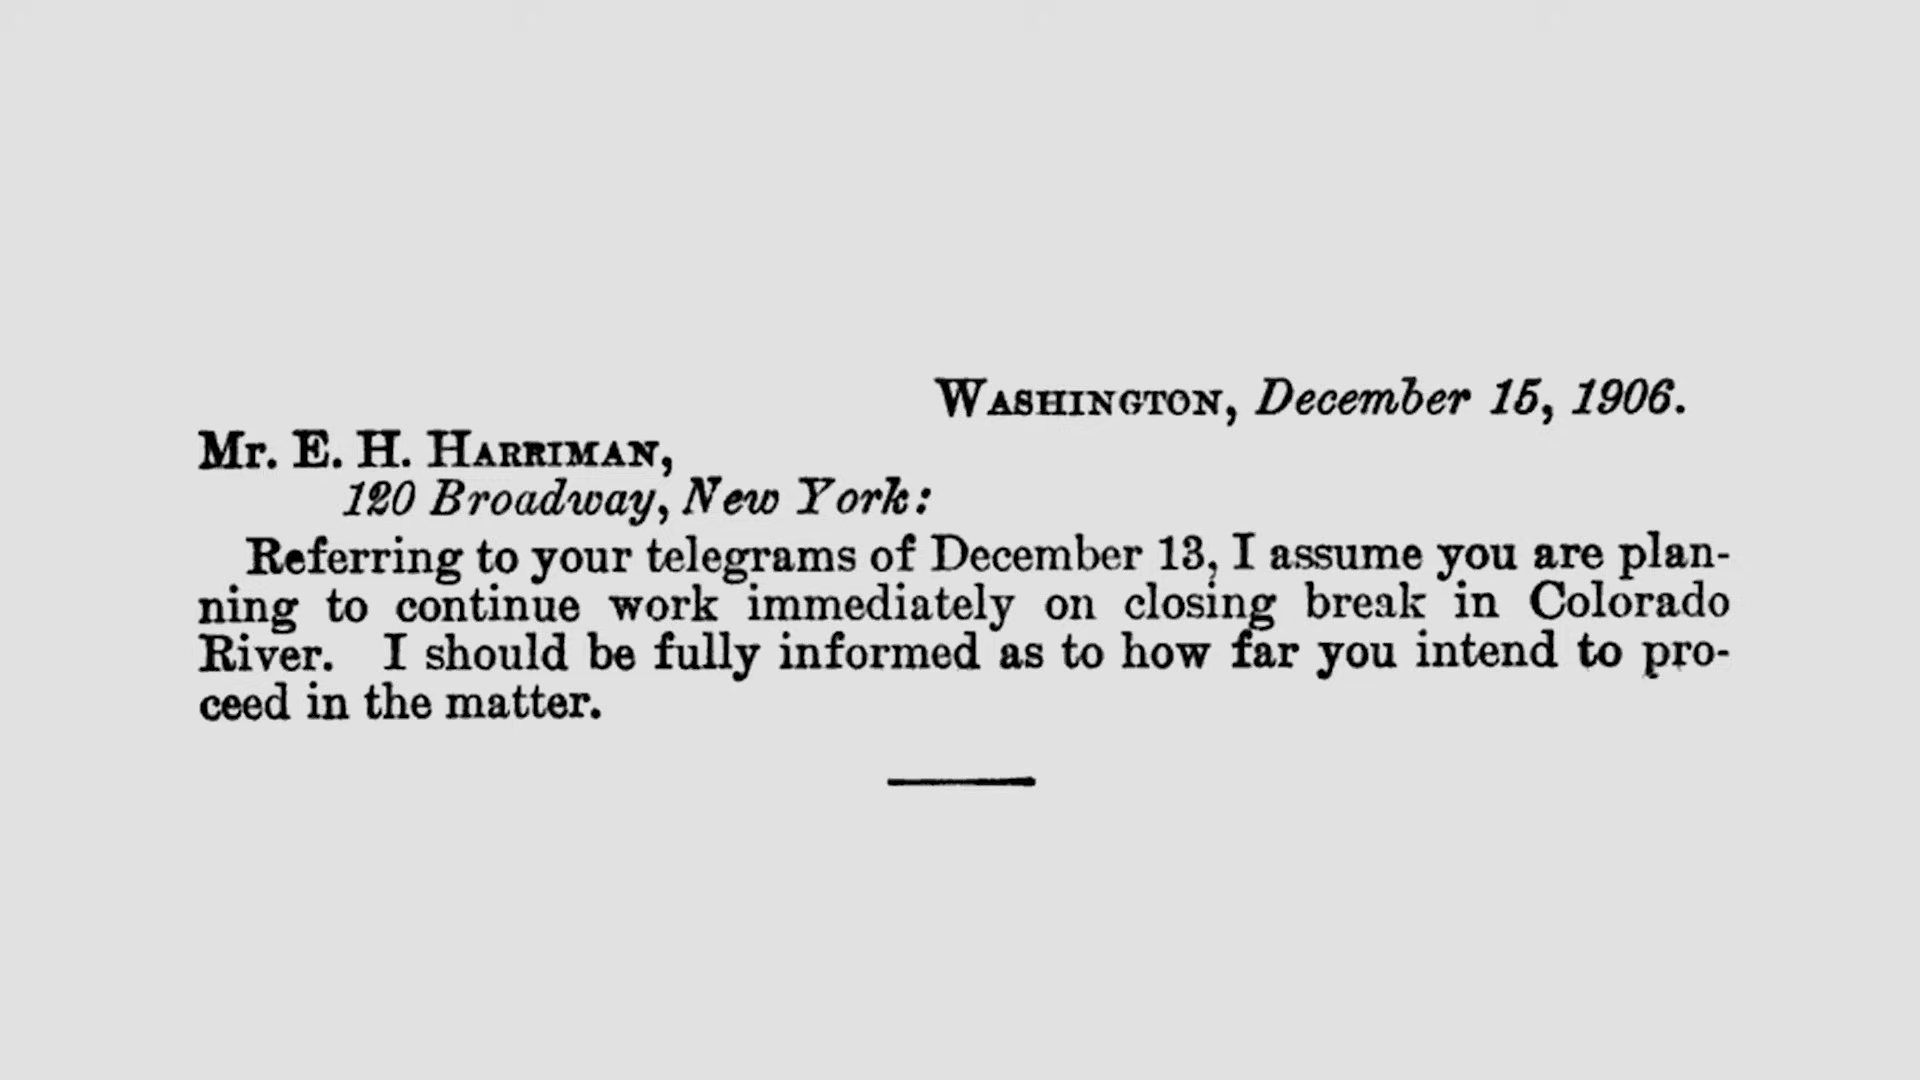 Washington, December 15, 1906.
Mr. E. H. Harriman,
120 Broadway, New York:
Referring to your telegrams of December 13, I assume you are plan-
ning to continue work immediately on closing break in Colorado
River. I should be fully informed as to how far you intend to pro-
ceed in the matter.